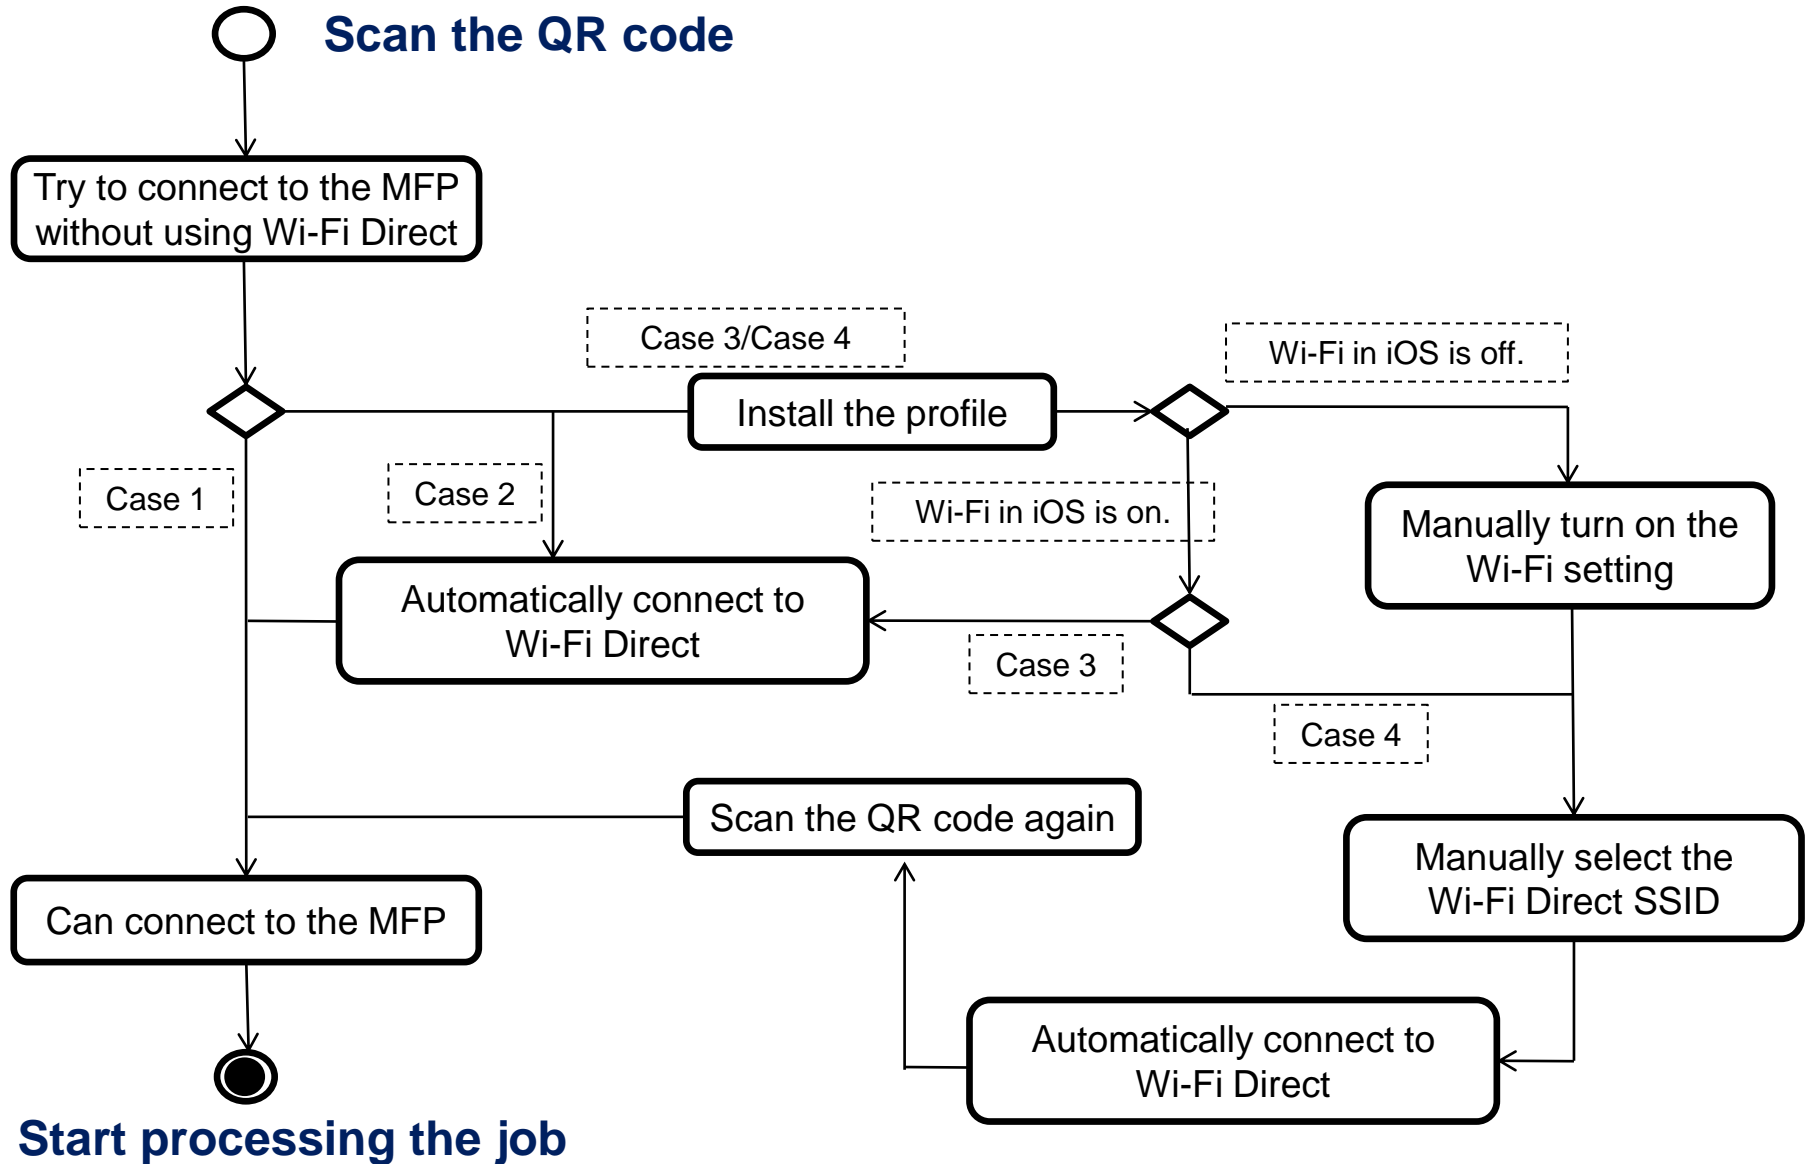 Scan the QR code
Try to connect to the MFP
without using Wi-Fi Direct
Case 3/Case 4
Wi-Fi in iOS is off.
Install the profile
Case 1
Case 2
Wi-Fi in iOS is on.
Manually turn on the
Wi-Fi setting
Automatically connect to
Wi-Fi Direct
Case 3
Case 4
Scan the QR code again
Manually select the
Wi-Fi Direct SSID
Can connect to the MFP
Automatically connect to
Wi-Fi Direct
Start processing the job